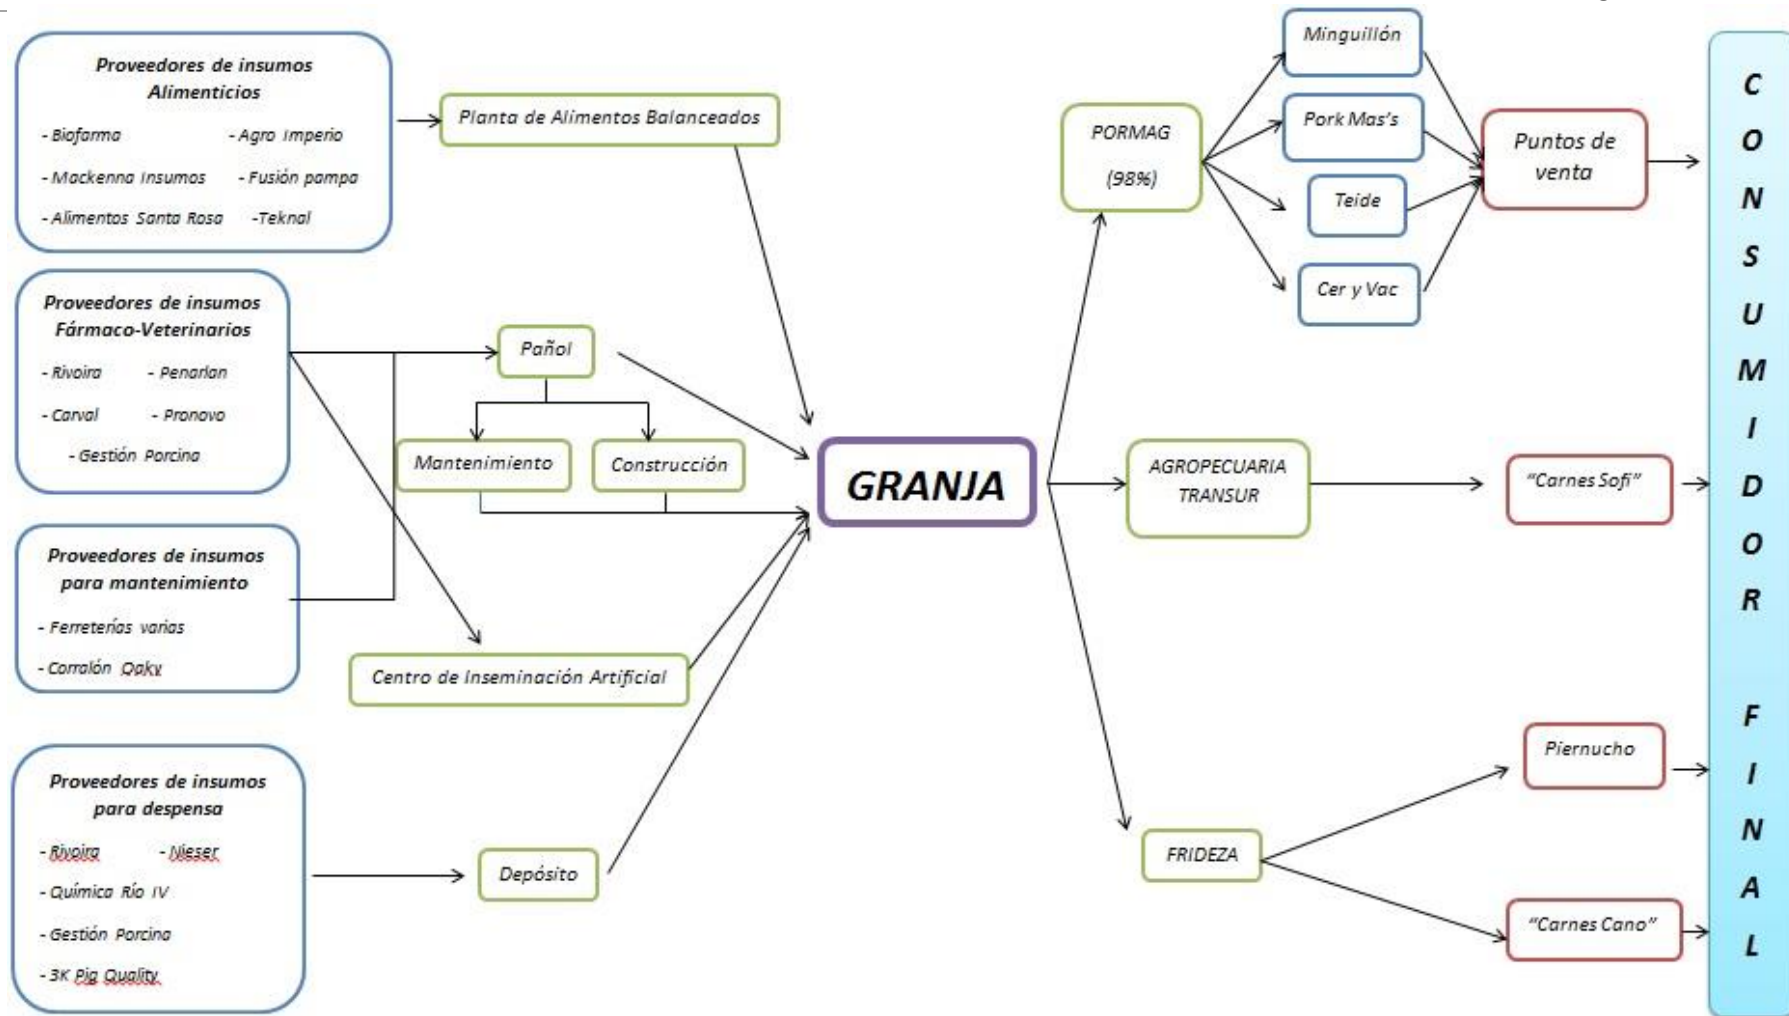 Proveedores de insumos
Alimenticios
- Biofarma - Agro Imperio
- Mackenna Insumos - Fusión pampa
- Alimentos Santa Rosa -Teknal
Planta de Alimentos Balanceados
Proveedores de insumos
Fármaco-Veterinarios
- Rivoira - Penarlan
- Carval - Pronovo
- Gestión Porcina
Pañol
Mantenimiento
Construcción
Proveedores de insumos
para mantenimiento
- Ferreterías varias
- Corralón Oaky
Centro de Inseminación Artificial
Proveedores de insumos
para despensa
- Rivoira - Nieser
- Química Río IV
- Gestión Porcina
- 3K Pig Quality
Depósito
GRANJA
PORMAG
(98%)
Minguillón
Pork Mas's
Teide
Cer y Vac
Puntos de
venta
AGROPECUARIA
TRANSUR
"Carnes Sofi"
FRIDEZA
Piernucho
"Carnes Cano"
CONSUMIDOR FINAL